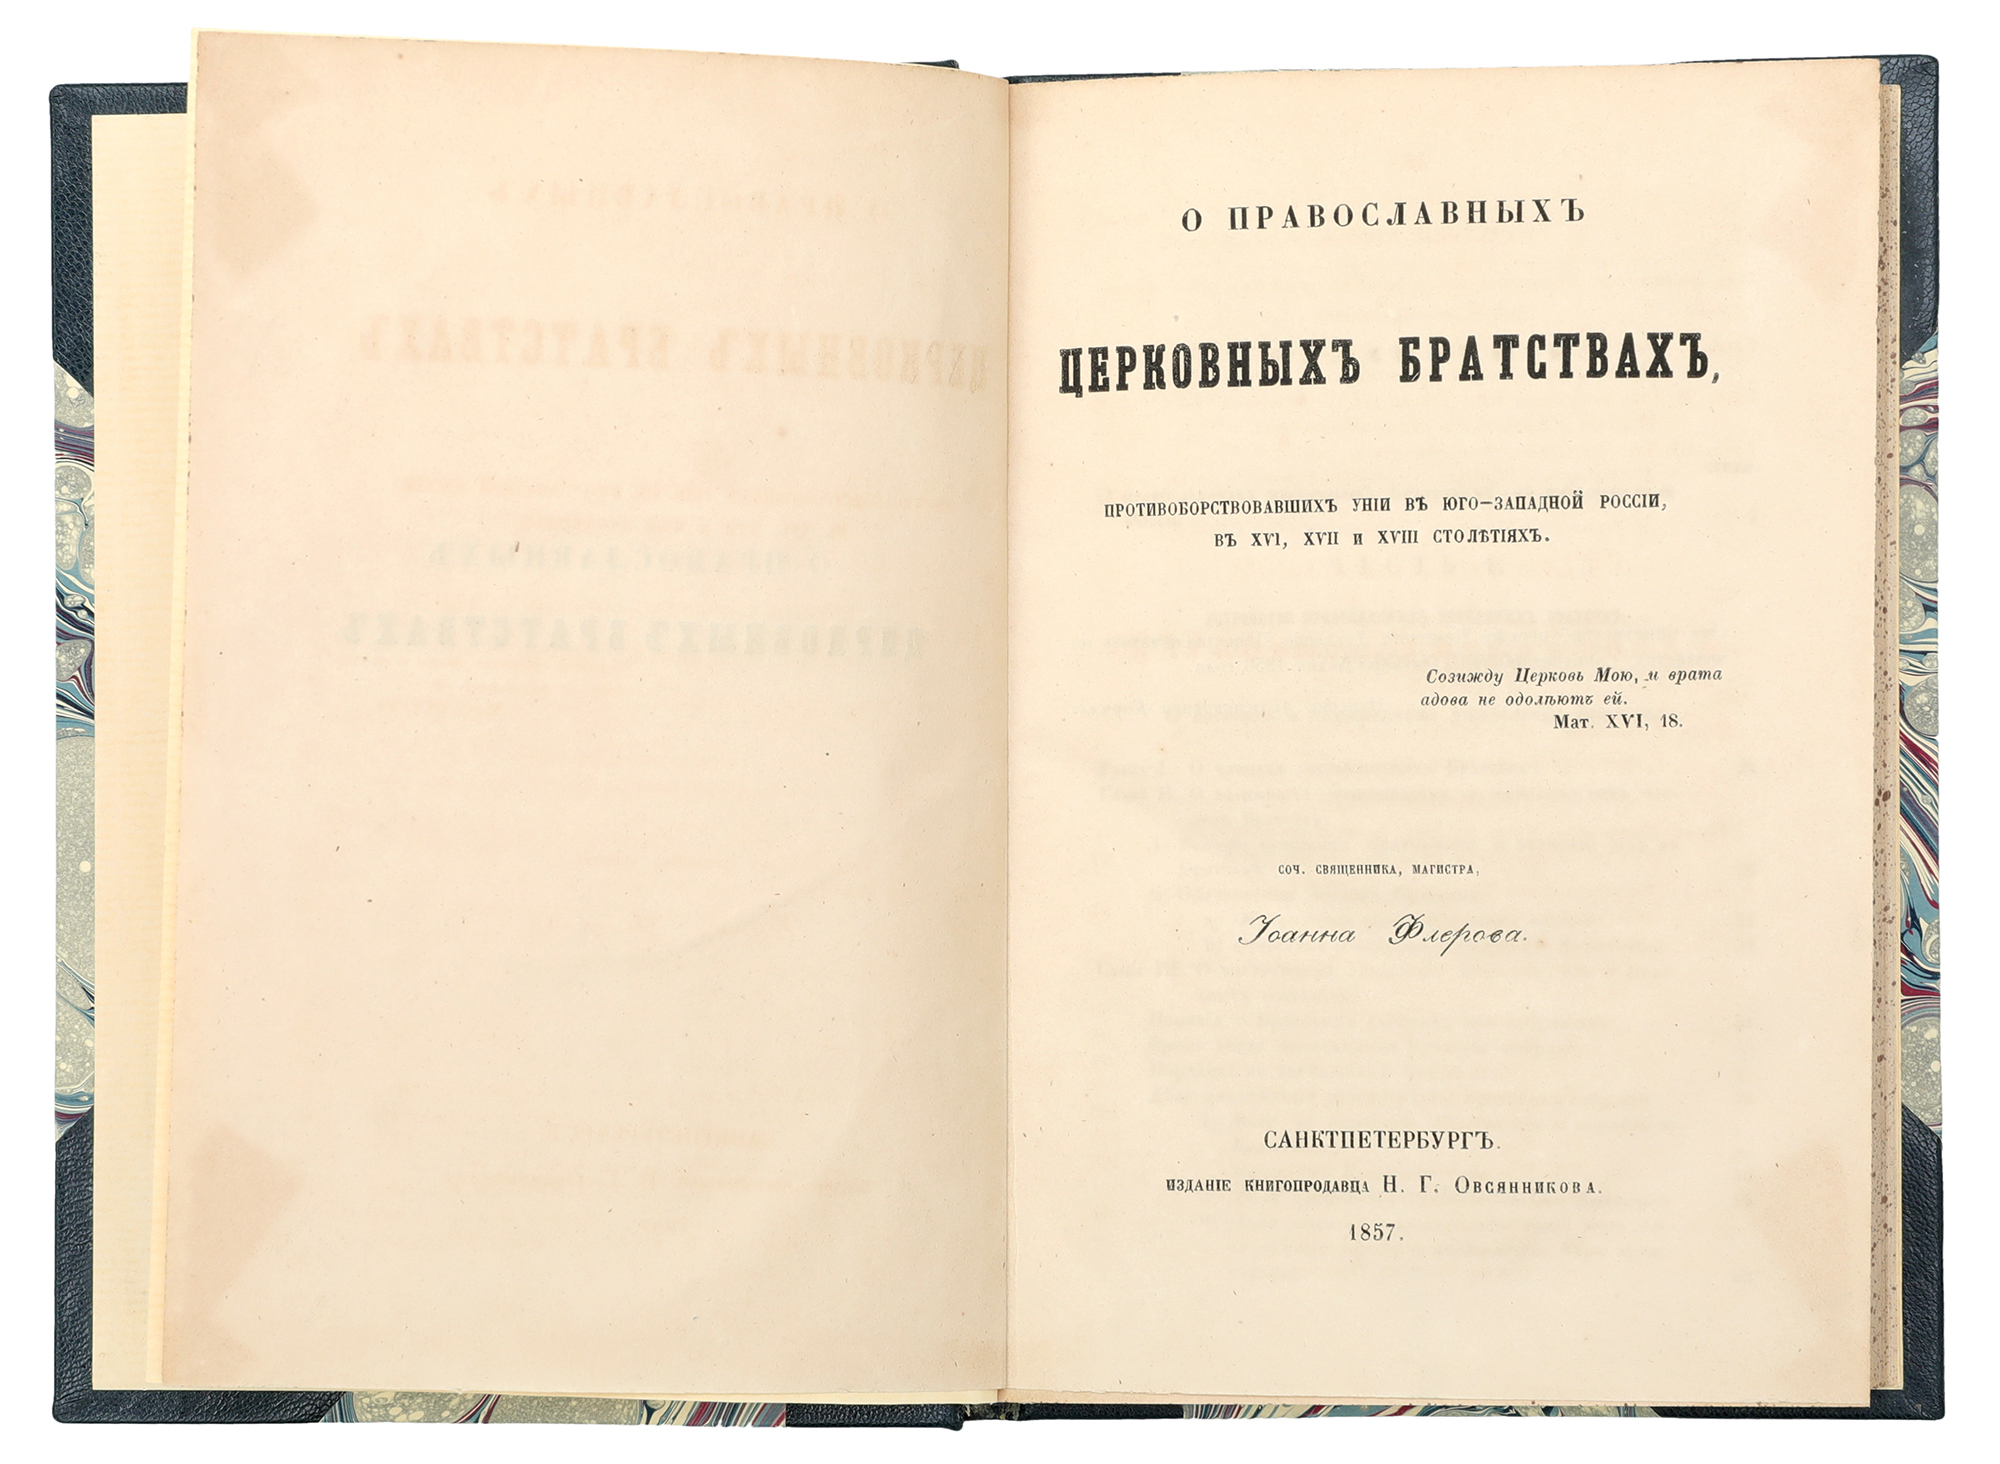 О ПРАВОСЛАВНЫХЪ
ЦЕРКОВНЫХЪ БРАТСТВАХЪ,
ПРОТИВОБОРСТВОВАВШИХЪ УНІИ ВЪ ЮГО-ЗАПАДНОЙ РОССІИ,
ВЪ XVI, XVII И XVIII СТОЛѢТІЯХЪ.
Созижду Церковь Мою, и врата
адова не одолѣютъ ей.
Мат. XVI, 18.
СОЧ. СВЯЩЕННИКА, МАГИСТРА,
Іоанна Флерова.
САНКТПЕТЕРБУРГЪ.
ИЗДАНІЕ КНИГОПРОДАВЦА Н. Г. ОВСЯННИКОВА.
1857.